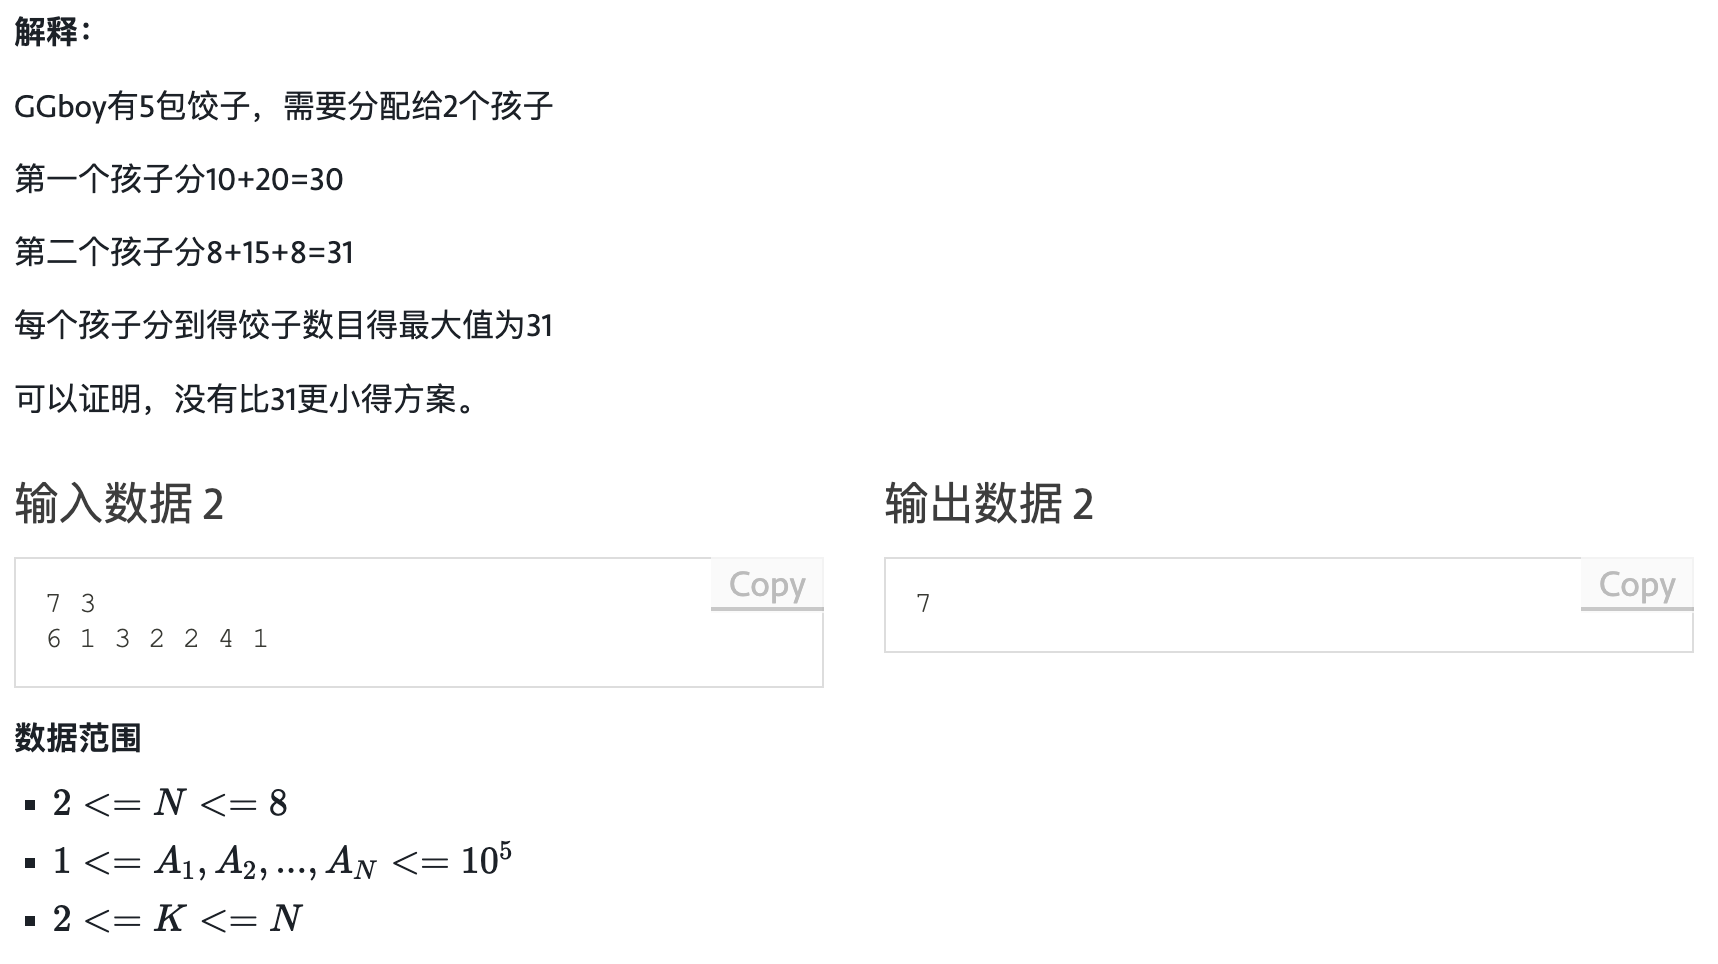 解释：
GGboy有5包饺子，需要分配给2个孩子
第一个孩子分10+20=30
第二个孩子分8+15+8=31
每个孩子分到得饺子数目得最大值为31
可以证明，没有比31更小得方案。
输入数据 2
输出数据 2
Copy
7 3
6 1 3 2 2 4 1
Copy
7
数据范围
2 <= N <= 8
1 <= A₁, A₂, ..., A_N <= 10⁵
2 <= K <= N